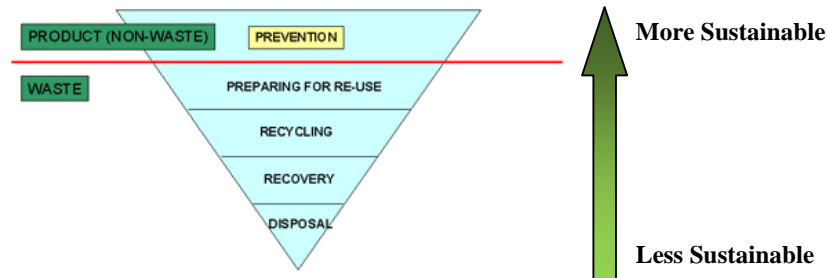 PRODUCT (NON-WASTE)
PREVENTION
More Sustainable
WASTE
PREPARING FOR RE-USE
RECYCLING
RECOVERY
DISPOSAL
Less Sustainable